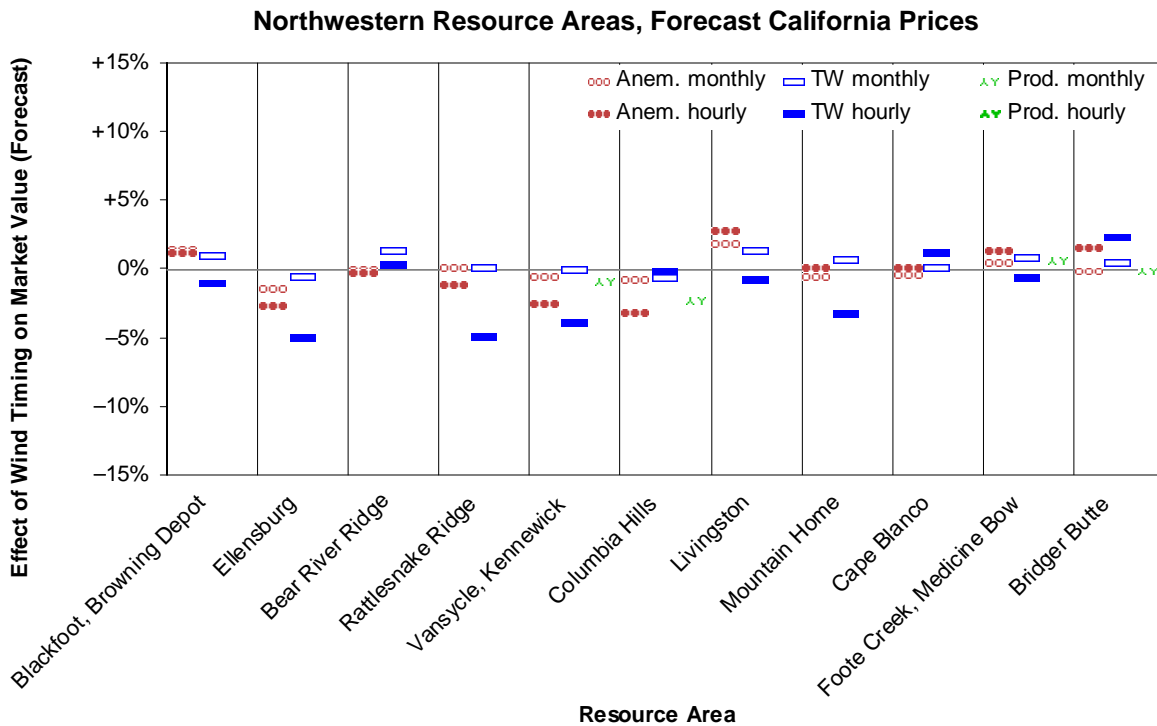 Northwestern Resource Areas, Forecast California Prices
Effect of Wind Timing on Market Value (Forecast)
+15%
+10%
+5%
0%
–5%
–10%
–15%
Anem. monthly
TW monthly
Prod. monthly
Anem. hourly
TW hourly
Prod. hourly
Blackfoot, Browning Depot
Ellensburg
Bear River Ridge
Rattlesnake Ridge
Vansycle, Kennewick
Columbia Hills
Livingston
Mountain Home
Cape Blanco
Foote Creek, Medicine Bow
Bridger Butte
Resource Area